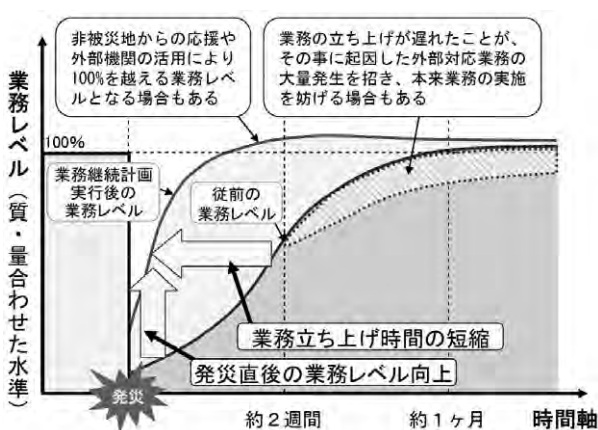 非被災地からの応援や
外部機関の活用により
100%を越える業務レベ
ルとなる場合もある
業務の立ち上げが遅れたことが、
その事に起因した外部対応業務の
大量発生を招き、本来業務の実施
を妨げる場合もある
業務レベル（質・量合わせた水準）
100%
業務継続計画
実行後の
業務レベル
従前の
業務レベル
業務立ち上げ時間の短縮
発災直後の業務レベル向上
発災
約２週間
約１ヶ月
時間軸